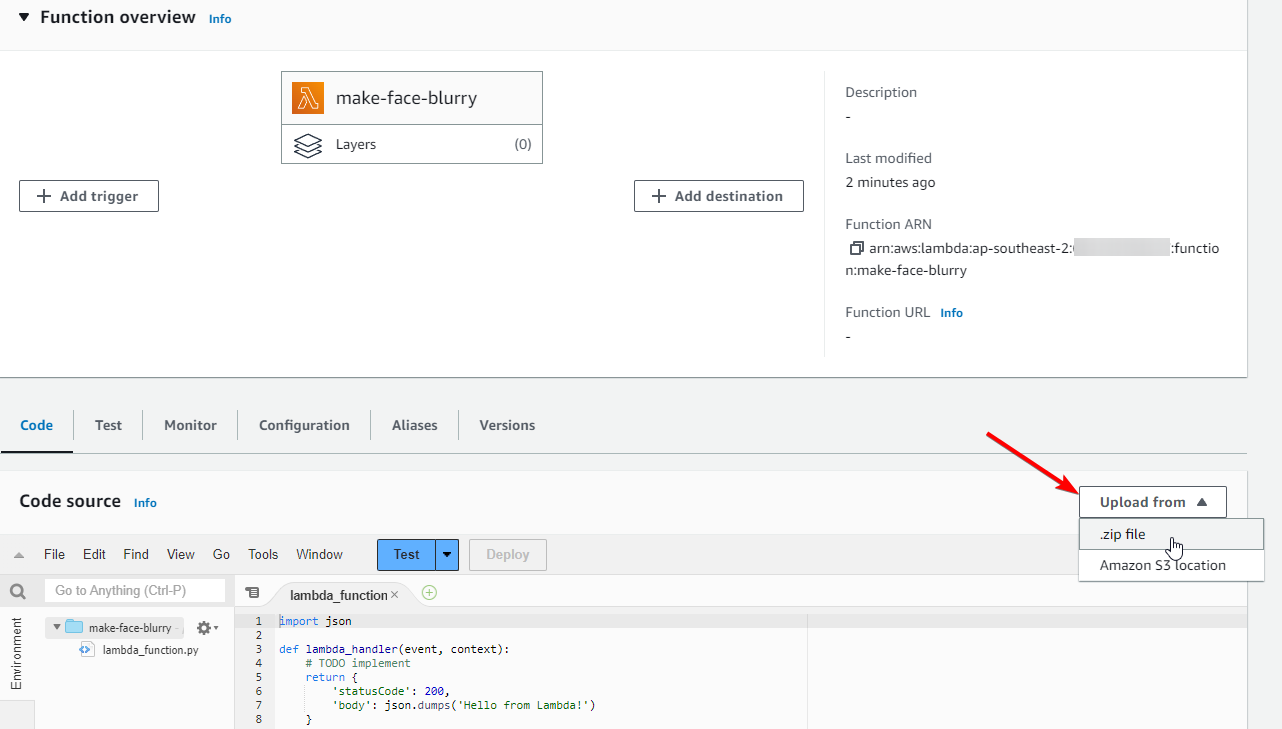 Function overview Info
make-face-blurry
Layers (0)
Add trigger
Add destination
Description
-
Last modified
2 minutes ago
Function ARN
arn:aws:lambda:ap-southeast-2: :functio
n:make-face-blurry
Function URL Info
-
Code Test Monitor Configuration Aliases Versions
Code source Info
Upload from
.zip file
Amazon S3 location
File Edit Find View Go Tools Window Test Deploy
Go to Anything (Ctrl-P)
lambda_function
Environment
make-face-blurry -
lambda_function.py
1 import json
2
3 def lambda_handler(event, context):
4 # TODO implement
5 return {
6 'statusCode': 200,
7 'body': json.dumps('Hello from Lambda!')
8 }